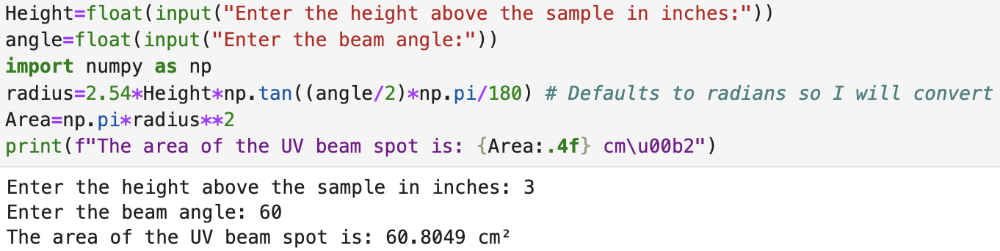 Height=float(input("Enter the height above the sample in inches:"))
angle=float(input("Enter the beam angle:"))
import numpy as np
radius=2.54*Height*np.tan((angle/2)*np.pi/180) # Defaults to radians so I will convert
Area=np.pi*radius**2
print(f"The area of the UV beam spot is: {Area:.4f} cm\u00b2")
Enter the height above the sample in inches: 3
Enter the beam angle: 60
The area of the UV beam spot is: 60.8049 cm²